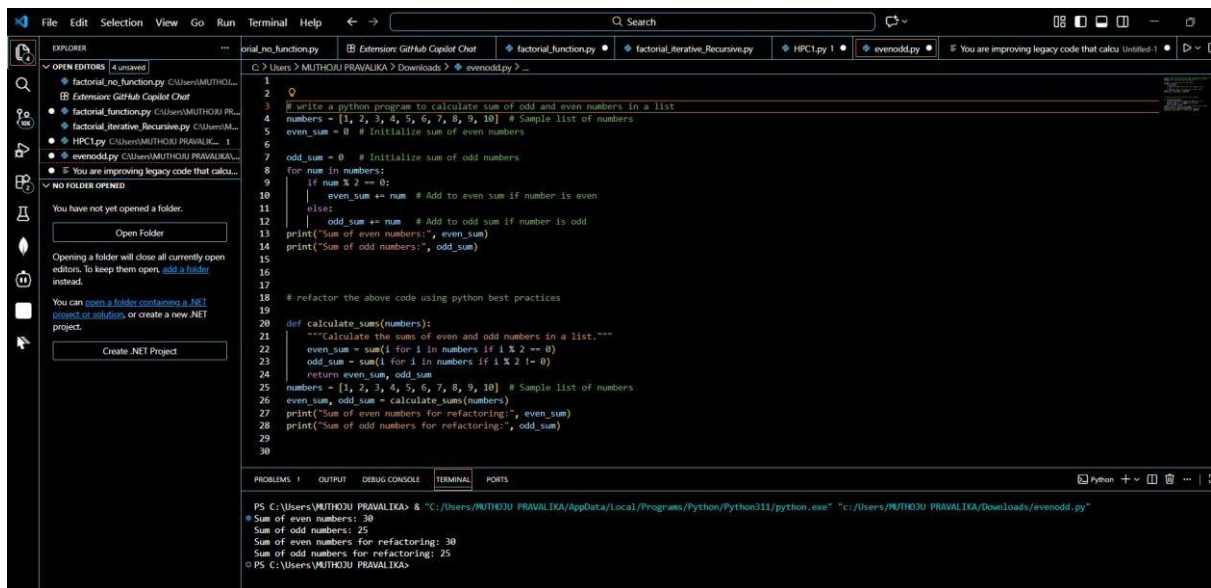 File Edit Selection View Go Run Terminal Help
Search
EXPLORER
orial_no_function.py
Extension: GitHub Copilot Chat
factorial_function.py
factorial_iterative_Recursive.py
HPC1.py 1
evenodd.py
You are improving legacy code that calcu Untitled-1
OPEN EDITORS 4 unsaved
factorial_no_function.py C:\Users\MUTHOJ...
Extension: GitHub Copilot Chat
factorial_function.py C:\Users\MUTHOJU PR...
factorial_iterative_Recursive.py C:\Users\M...
HPC1.py C:\Users\MUTHOJU PRAVALIK... 1
evenodd.py C:\Users\MUTHOJU PRAVALIKA\...
You are improving legacy code that calcu...
NO FOLDER OPENED
You have not yet opened a folder.
Open Folder
Opening a folder will close all currently open
editors. To keep them open, add a folder
instead.
You can open a folder containing a .NET
project or solution, or create a new .NET
project.
Create .NET Project
C: > Users > MUTHOJU PRAVALIKA > Downloads > evenodd.py > ...
1
2
3 # write a python program to calculate sum of odd and even numbers in a list
4 numbers = [1, 2, 3, 4, 5, 6, 7, 8, 9, 10] # Sample list of numbers
5 even_sum = 0 # Initialize sum of even numbers
6
7 odd_sum = 0 # Initialize sum of odd numbers
8 for num in numbers:
9 if num % 2 == 0:
10 even_sum += num # Add to even sum if number is even
11 else:
12 odd_sum += num # Add to odd sum if number is odd
13 print("Sum of even numbers:", even_sum)
14 print("Sum of odd numbers:", odd_sum)
15
16
17
18 # refactor the above code using python best practices
19
20 def calculate_sums(numbers):
21 """Calculate the sums of even and odd numbers in a list."""
22 even_sum = sum(i for i in numbers if i % 2 == 0)
23 odd_sum = sum(i for i in numbers if i % 2 != 0)
24 return even_sum, odd_sum
25 numbers = [1, 2, 3, 4, 5, 6, 7, 8, 9, 10] # Sample list of numbers
26 even_sum, odd_sum = calculate_sums(numbers)
27 print("Sum of even numbers for refactoring:", even_sum)
28 print("Sum of odd numbers for refactoring:", odd_sum)
29
30
PROBLEMS 1 OUTPUT DEBUG CONSOLE TERMINAL PORTS
Python
PS C:\Users\MUTHOJU PRAVALIKA> & "C:/Users/MUTHOJU PRAVALIKA/AppData/Local/Programs/Python/Python311/python.exe" "c:/Users/MUTHOJU PRAVALIKA/Downloads/evenodd.py"
Sum of even numbers: 30
Sum of odd numbers: 25
Sum of even numbers for refactoring: 30
Sum of odd numbers for refactoring: 25
PS C:\Users\MUTHOJU PRAVALIKA>